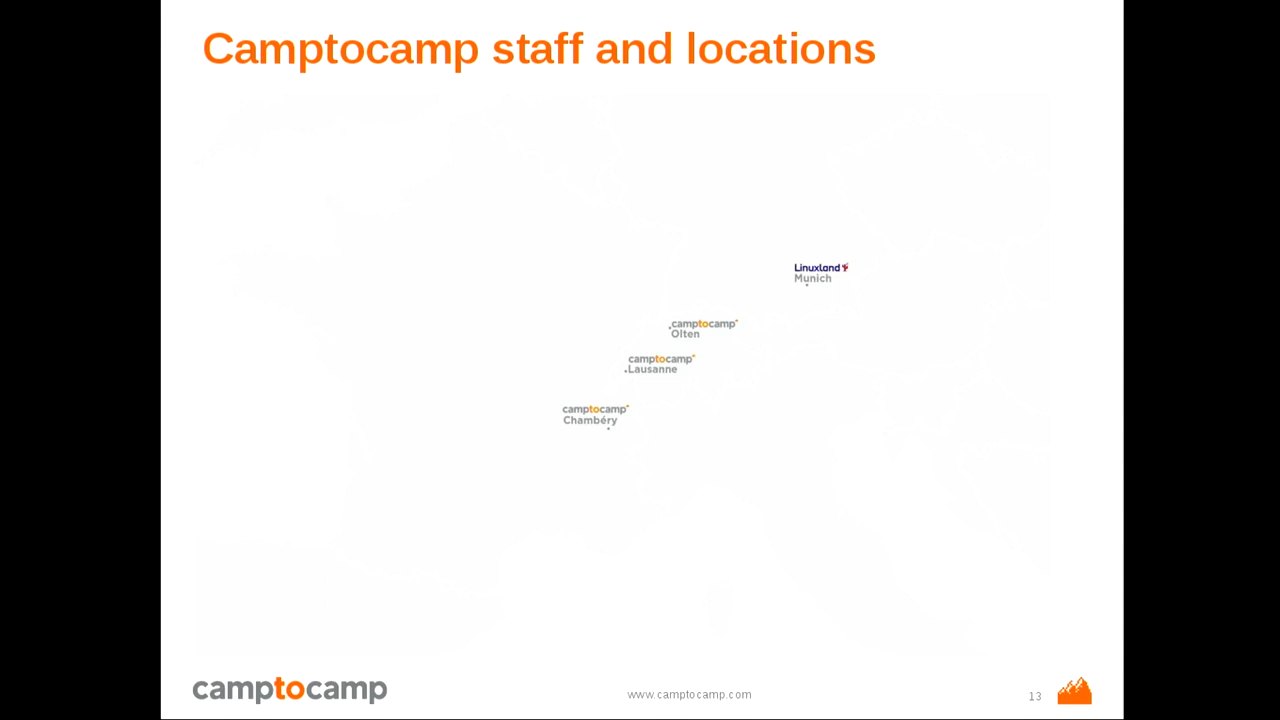 Camptocamp staff and locations
Linuxland
Munich
camptocamp
Olten
camptocamp
Lausanne
camptocamp
Chambéry
camptocamp
www.camptocamp.com
13